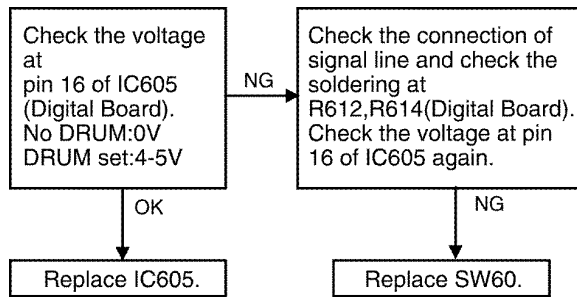 Check the voltage
at
pin 16 of IC605
(Digital Board).
No DRUM:0V
DRUM set:4-5V
NG
Check the connection of
signal line and check the
soldering at
R612,R614(Digital Board).
Check the voltage at pin
16 of IC605 again.
OK
NG
Replace IC605.
Replace SW60.